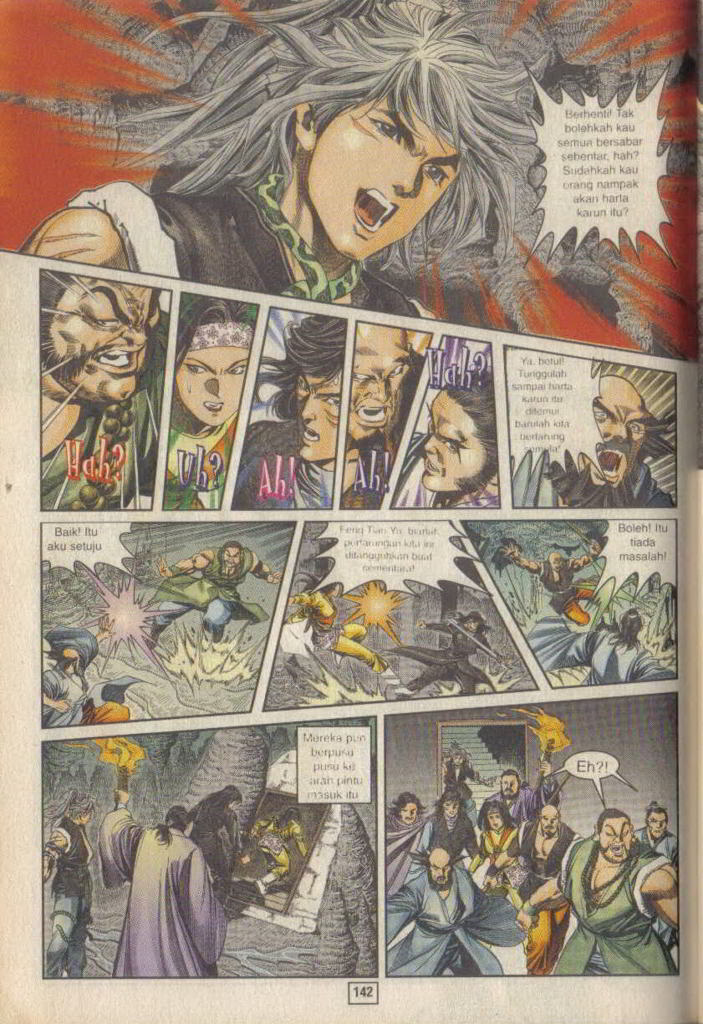 Berhenti! Tak
bolehkah kau
semua bersabar
sebentar, hah?
Sudahkah kau
orang nampak
akan harta
karun itu?
Hah?
Uh?
Ah!
Ah!
Hah?
Ya, betul!
Tunggulah
sampai harta
karun itu
ditemui
barulah kita
bertarung
semula!
Baik! Itu
aku setuju
Feng Tian Ya, biarlah
pertarungan kita ini
ditangguhkan buat
sementara!
Boleh! Itu
tiada
masalah!
Mereka pun
berpusu
pusu ke
arah pintu
masuk itu
Eh?!
142